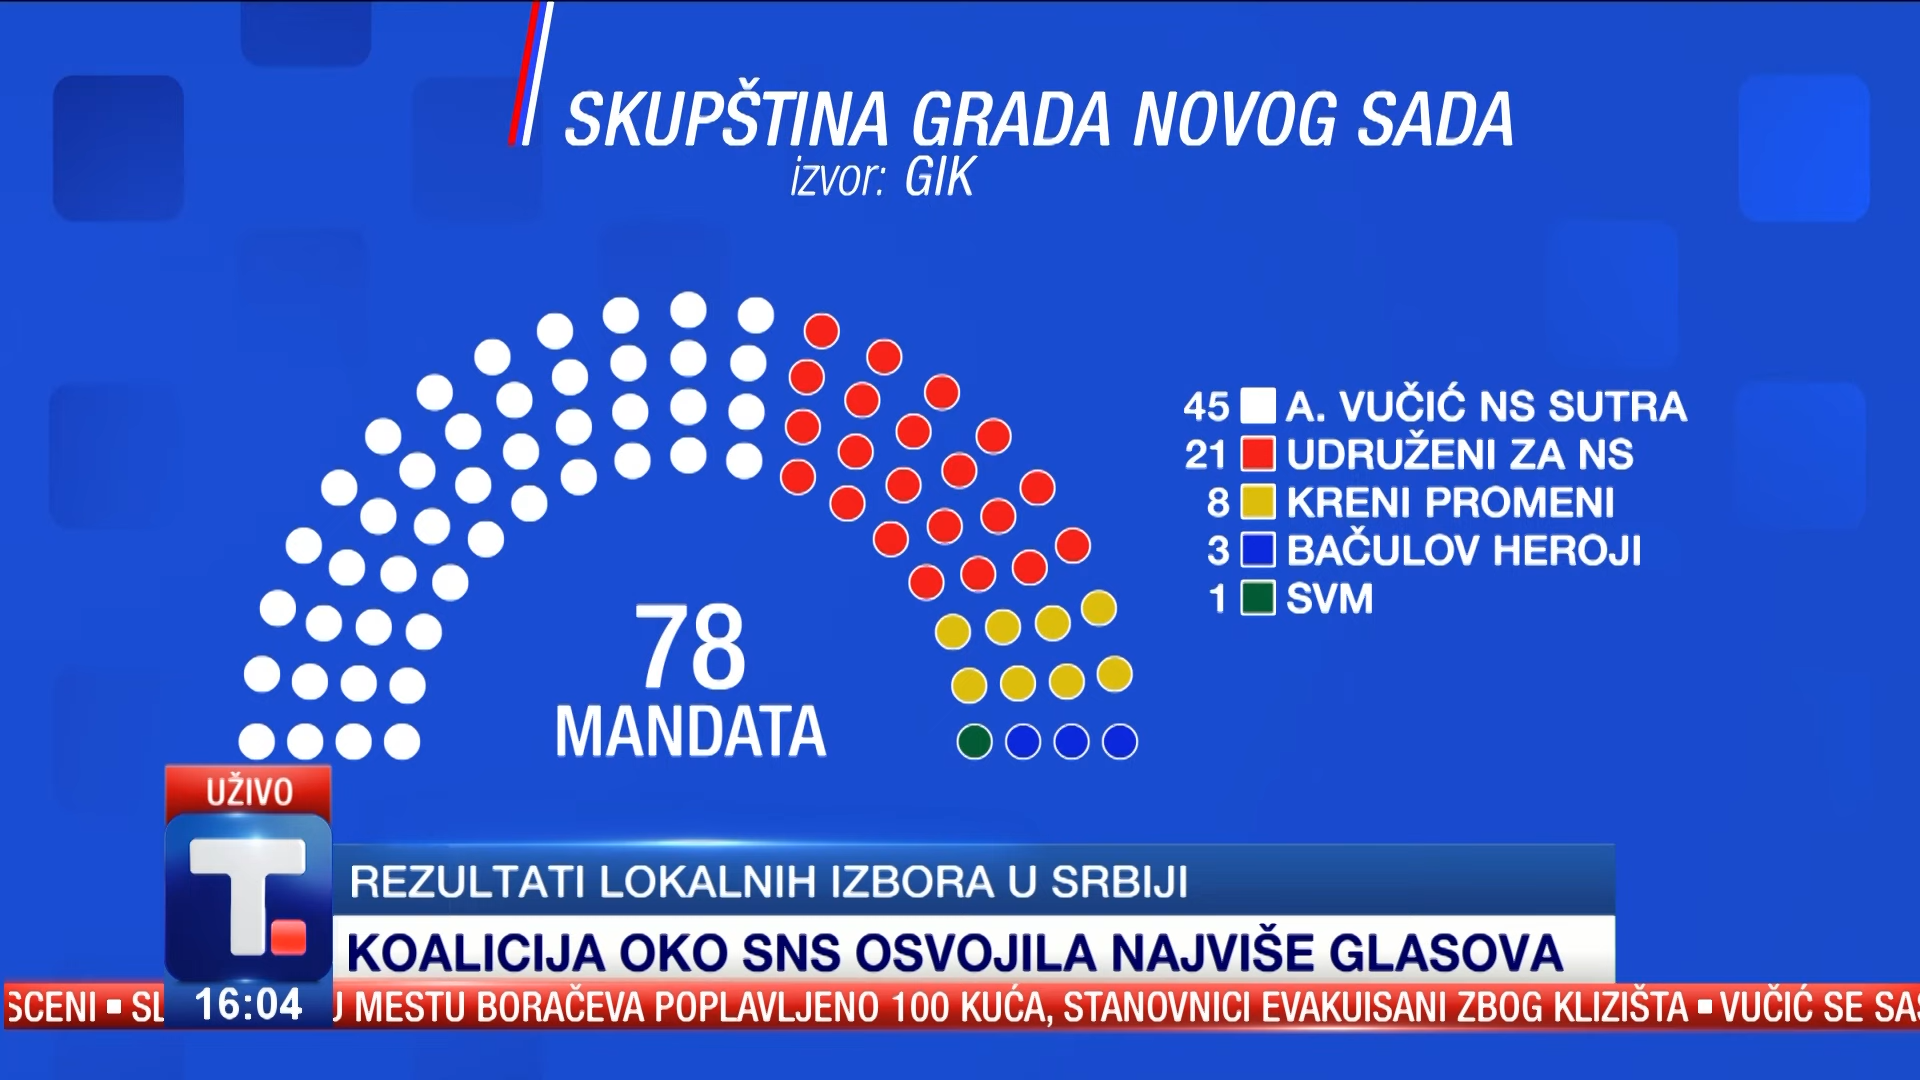 SKUPŠTINA GRADA NOVOG SADA
izvor: GIK
45 A. VUČIĆ NS SUTRA
21 UDRUŽENI ZA NS
8 KRENI PROMENI
3 BAČULOV HEROJI
1 SVM
78
MANDATA
UŽIVO
T.
REZULTATI LOKALNIH IZBORA U SRBIJI
KOALICIJA OKO SNS OSVOJILA NAJVIŠE GLASOVA
16:04
MESTU BORAČEVA POPLAVLJENO 100 KUĆA, STANOVNICI EVAKUISANI ZBOG KLIZIŠTA ▪ VUČIĆ SE